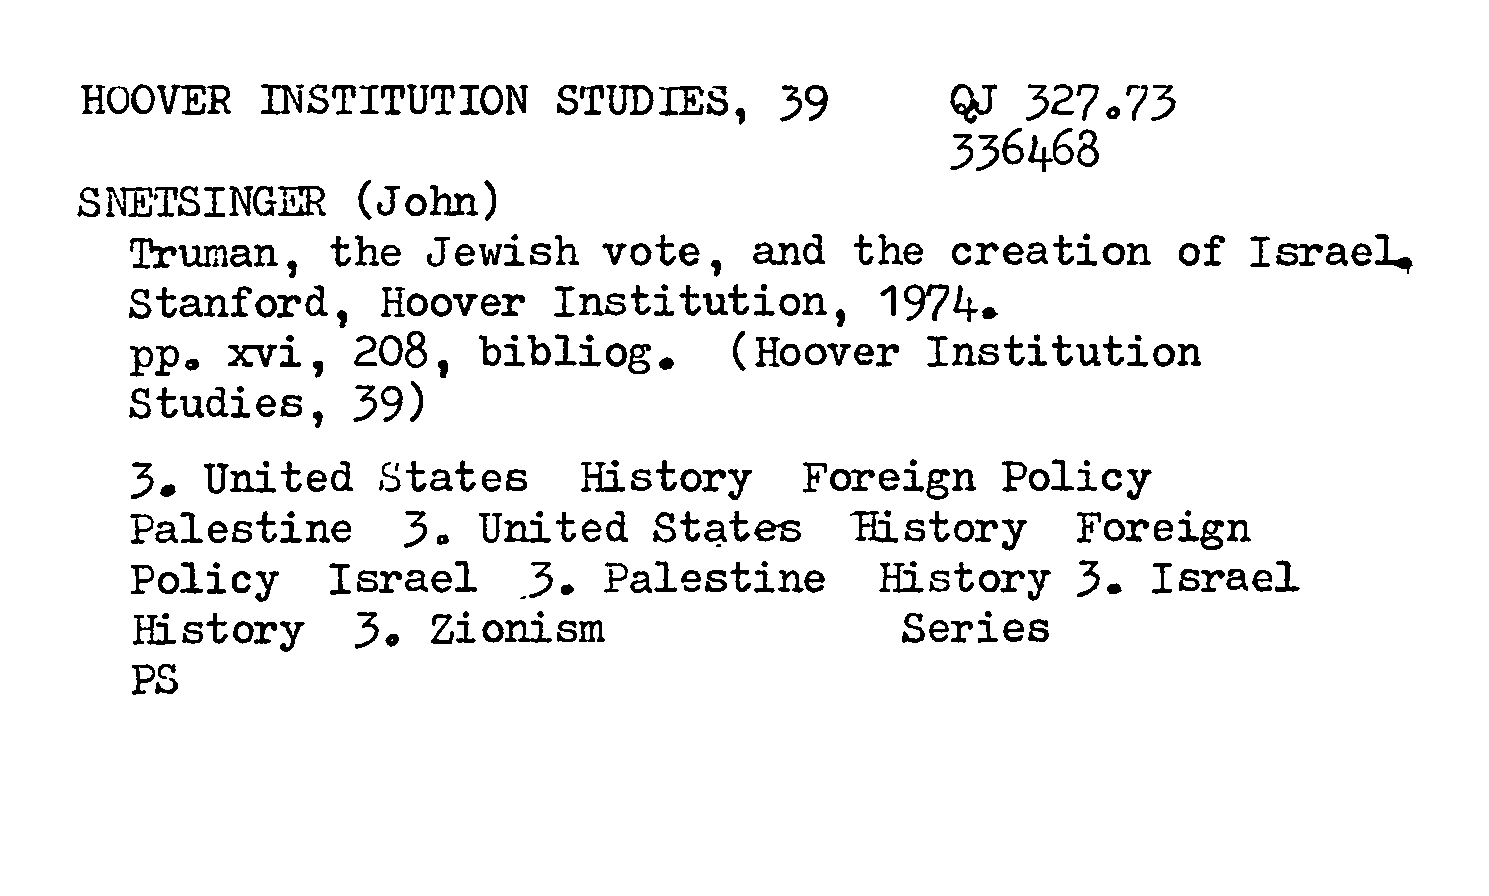 HOOVER INSTITUTION STUDIES, 39 QJ 327.73
336468
SNETSINGER (John)
Truman, the Jewish vote, and the creation of Israel,
Stanford, Hoover Institution, 1974.
pp. xvi, 208, bibliog. (Hoover Institution
Studies, 39)
3. United States History Foreign Policy
Palestine 3. United States History Foreign
Policy Israel 3. Palestine History 3. Israel
History 3. Zionism Series
PS